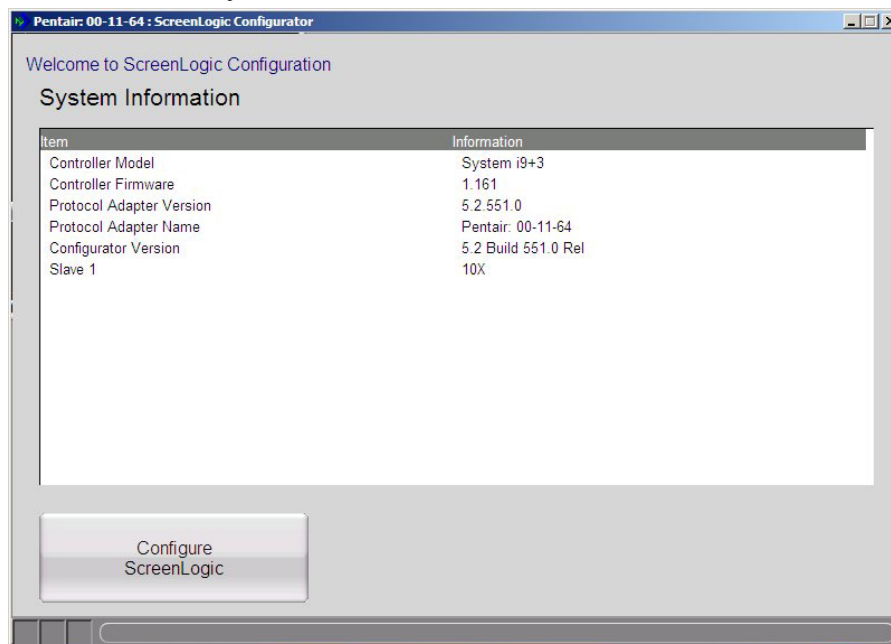 Pentair: 00-11-64 : ScreenLogic Configurator
Welcome to ScreenLogic Configuration
System Information
Item Information
Controller Model System i9+3
Controller Firmware 1.161
Protocol Adapter Version 5.2.551.0
Protocol Adapter Name Pentair: 00-11-64
Configurator Version 5.2 Build 551.0 Rel
Slave 1 10X
Configure
ScreenLogic